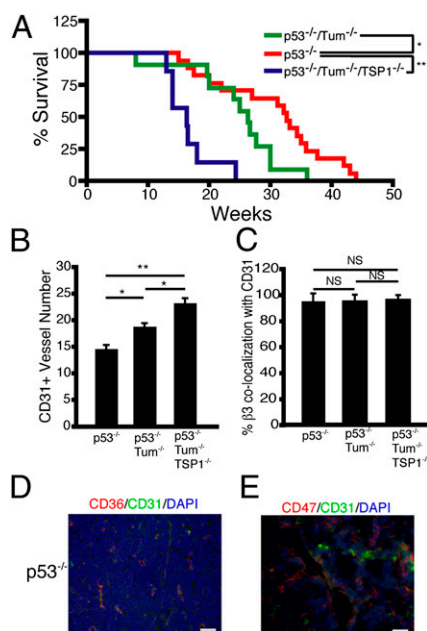 A
% Survival
125
100
75
50
25
0
0 10 20 30 40 50
Weeks
p53-/-/Tum-/-
p53-/-
p53-/-/Tum-/-/TSP1-/-
*
**
B
CD31+ Vessel Number
30
25
20
15
10
5
0
**
* *
p53-/- p53-/- p53-/-
Tum-/- Tum-/-
TSP1-/-
C
% β3 co-localization with CD31
120
100
80
60
40
20
0
NS
NS NS
p53-/- p53-/- p53-/-
Tum-/- Tum-/-
TSP1-/-
D
CD36/CD31/DAPI
p53-/-
E
CD47/CD31/DAPI